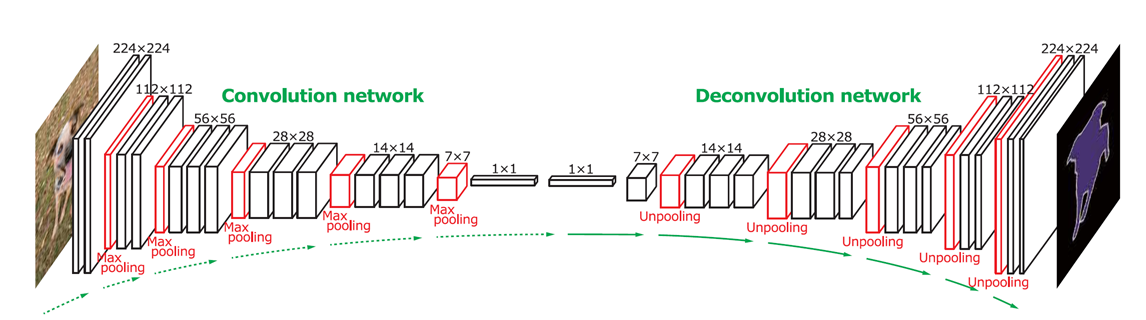 224×224
112×112
56×56
28×28
14×14
7×7
1×1
1×1
7×7
14×14
28×28
56×56
112×112
224×224
Convolution network
Deconvolution network
Max
pooling
Max
pooling
Max
pooling
Max
pooling
Max
pooling
Unpooling
Unpooling
Unpooling
Unpooling
Unpooling